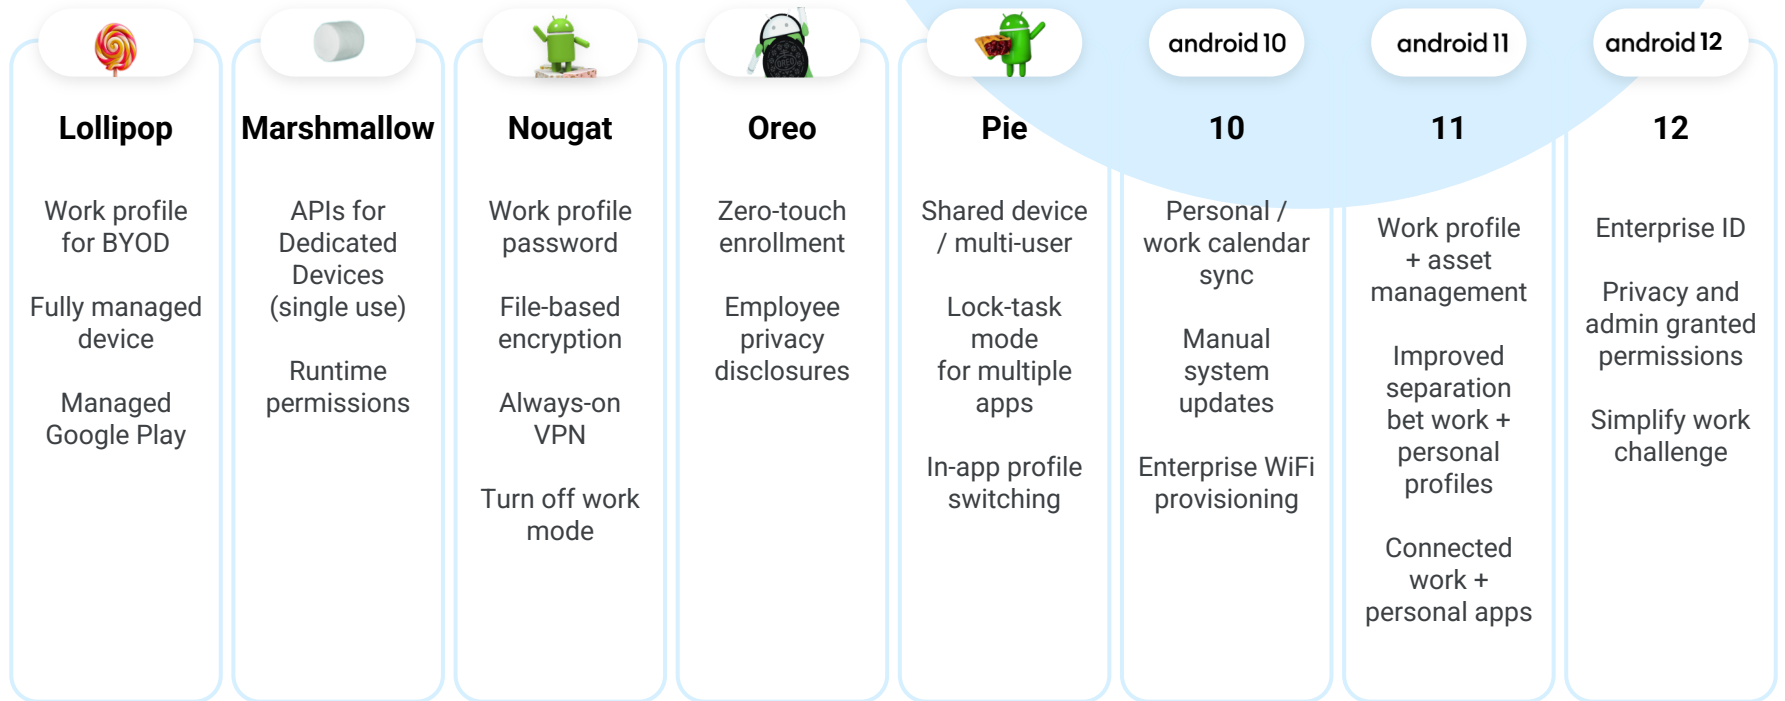 android 10
android 11
android 12
Lollipop
Work profile
for BYOD
Fully managed
device
Managed
Google Play
Marshmallow
APIs for
Dedicated
Devices
(single use)
Runtime
permissions
Nougat
Work profile
password
File-based
encryption
Always-on
VPN
Turn off work
mode
Oreo
Zero-touch
enrollment
Employee
privacy
disclosures
Pie
Shared device
/ multi-user
Lock-task
mode
for multiple
apps
In-app profile
switching
10
Personal /
work calendar
sync
Manual
system
updates
Enterprise WiFi
provisioning
11
Work profile
+ asset
management
Improved
separation
bet work +
personal
profiles
Connected
work +
personal apps
12
Enterprise ID
Privacy and
admin granted
permissions
Simplify work
challenge